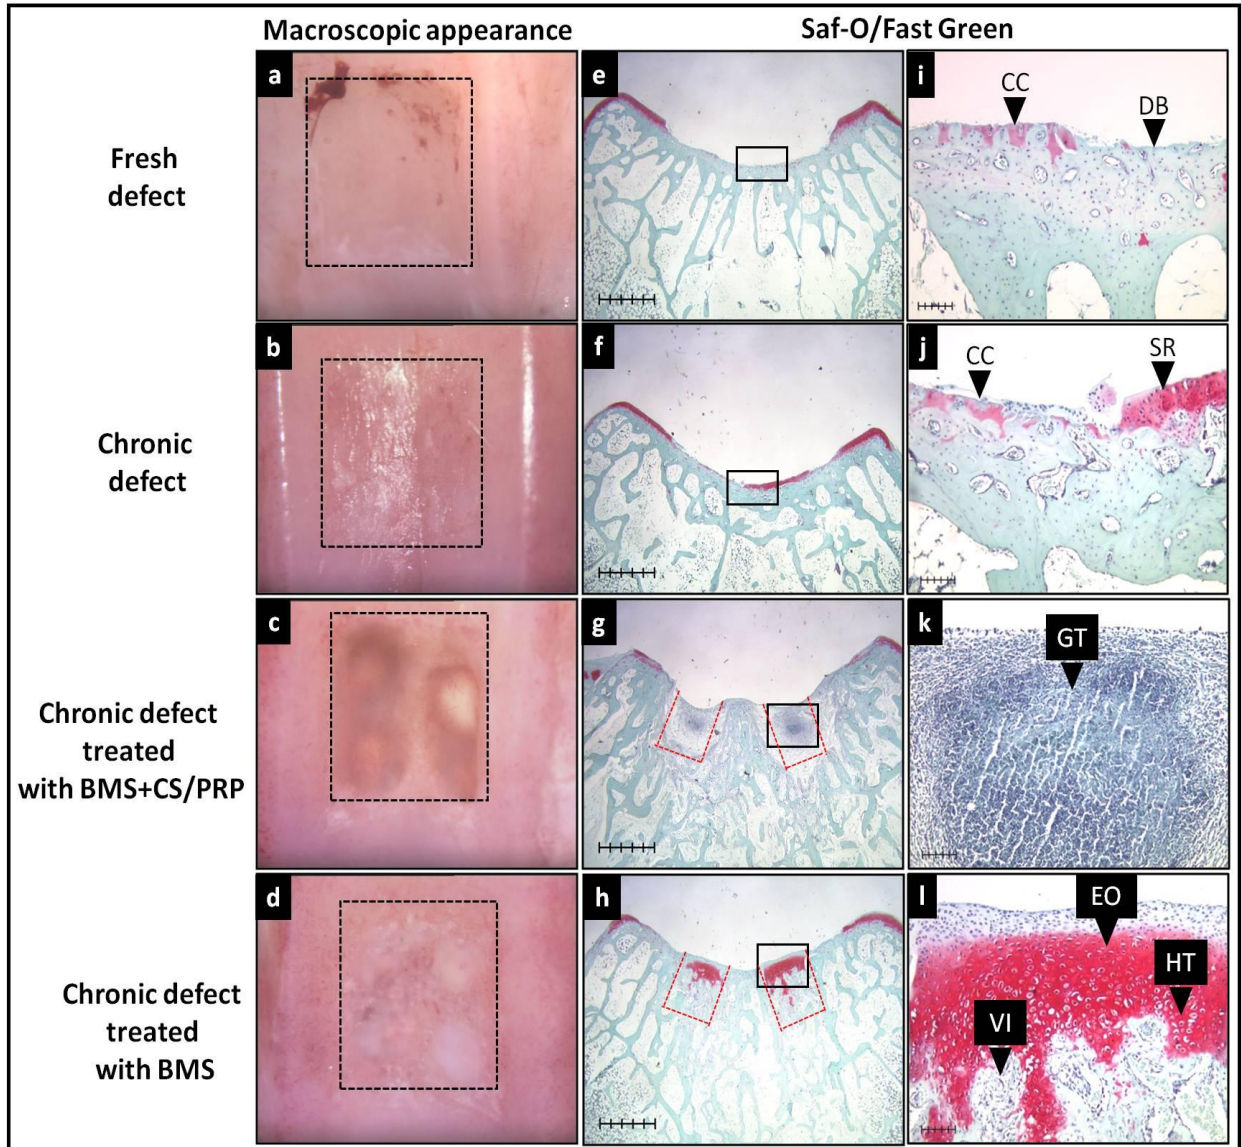 Macroscopic appearance
Saf-O/Fast Green
Fresh
defect
a
e
i
CC
DB
Chronic
defect
b
f
j
CC
SR
Chronic defect
treated
with BMS+CS/PRP
c
g
k
GT
Chronic defect
treated
with BMS
d
h
l
EO
HT
VI